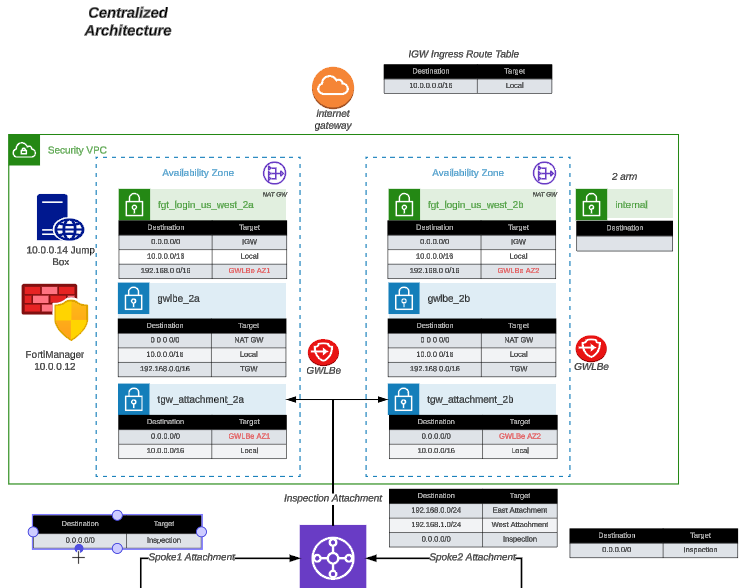 Centralized
Architecture
IGW Ingress Route Table
Destination Target
10.0.0.0.0/16 Local
internet
gateway
Security VPC
Availability Zone
NAT GW
fgt_login_us_west_2a
Destination Target
0.0.0.0/0 IGW
10.0.0.0/16 Local
192.168.0.0/16 GWLBe AZ1
gwlbe_2a
Destination Target
0.0.0.0/0 NAT GW
10.0.0.0/16 Local
192.168.0.0/16 TGW
GWLBe
tgw_attachment_2a
Destination Target
0.0.0.0/0 GWLBe AZ1
10.0.0.0/16 Local
Availability Zone
NAT GW
fgt_login_us_west_2b
Destination Target
0.0.0.0/0 IGW
10.0.0.0/16 Local
192.168.0.0/16 GWLBe AZ2
gwlbe_2b
Destination Target
0.0.0.0/0 NAT GW
10.0.0.0/16 Local
192.168.0.0/16 TGW
GWLBe
tgw_attachment_2b
Destination Target
0.0.0.0/0 GWLBe AZ2
10.0.0.0/16 Local
2 arm
internal
Destination
10.0.0.14 Jump
Box
FortiManager
10.0.0.12
Inspection Attachment
Destination Target
192.168.0.0/24 East Attachment
192.168.1.0/24 West Attachment
0.0.0.0/0 Inspection
Destination Target
0.0.0.0/0 Inspection
Spoke1 Attachment
Spoke2 Attachment
Destination Target
0.0.0.0/0 Inspection